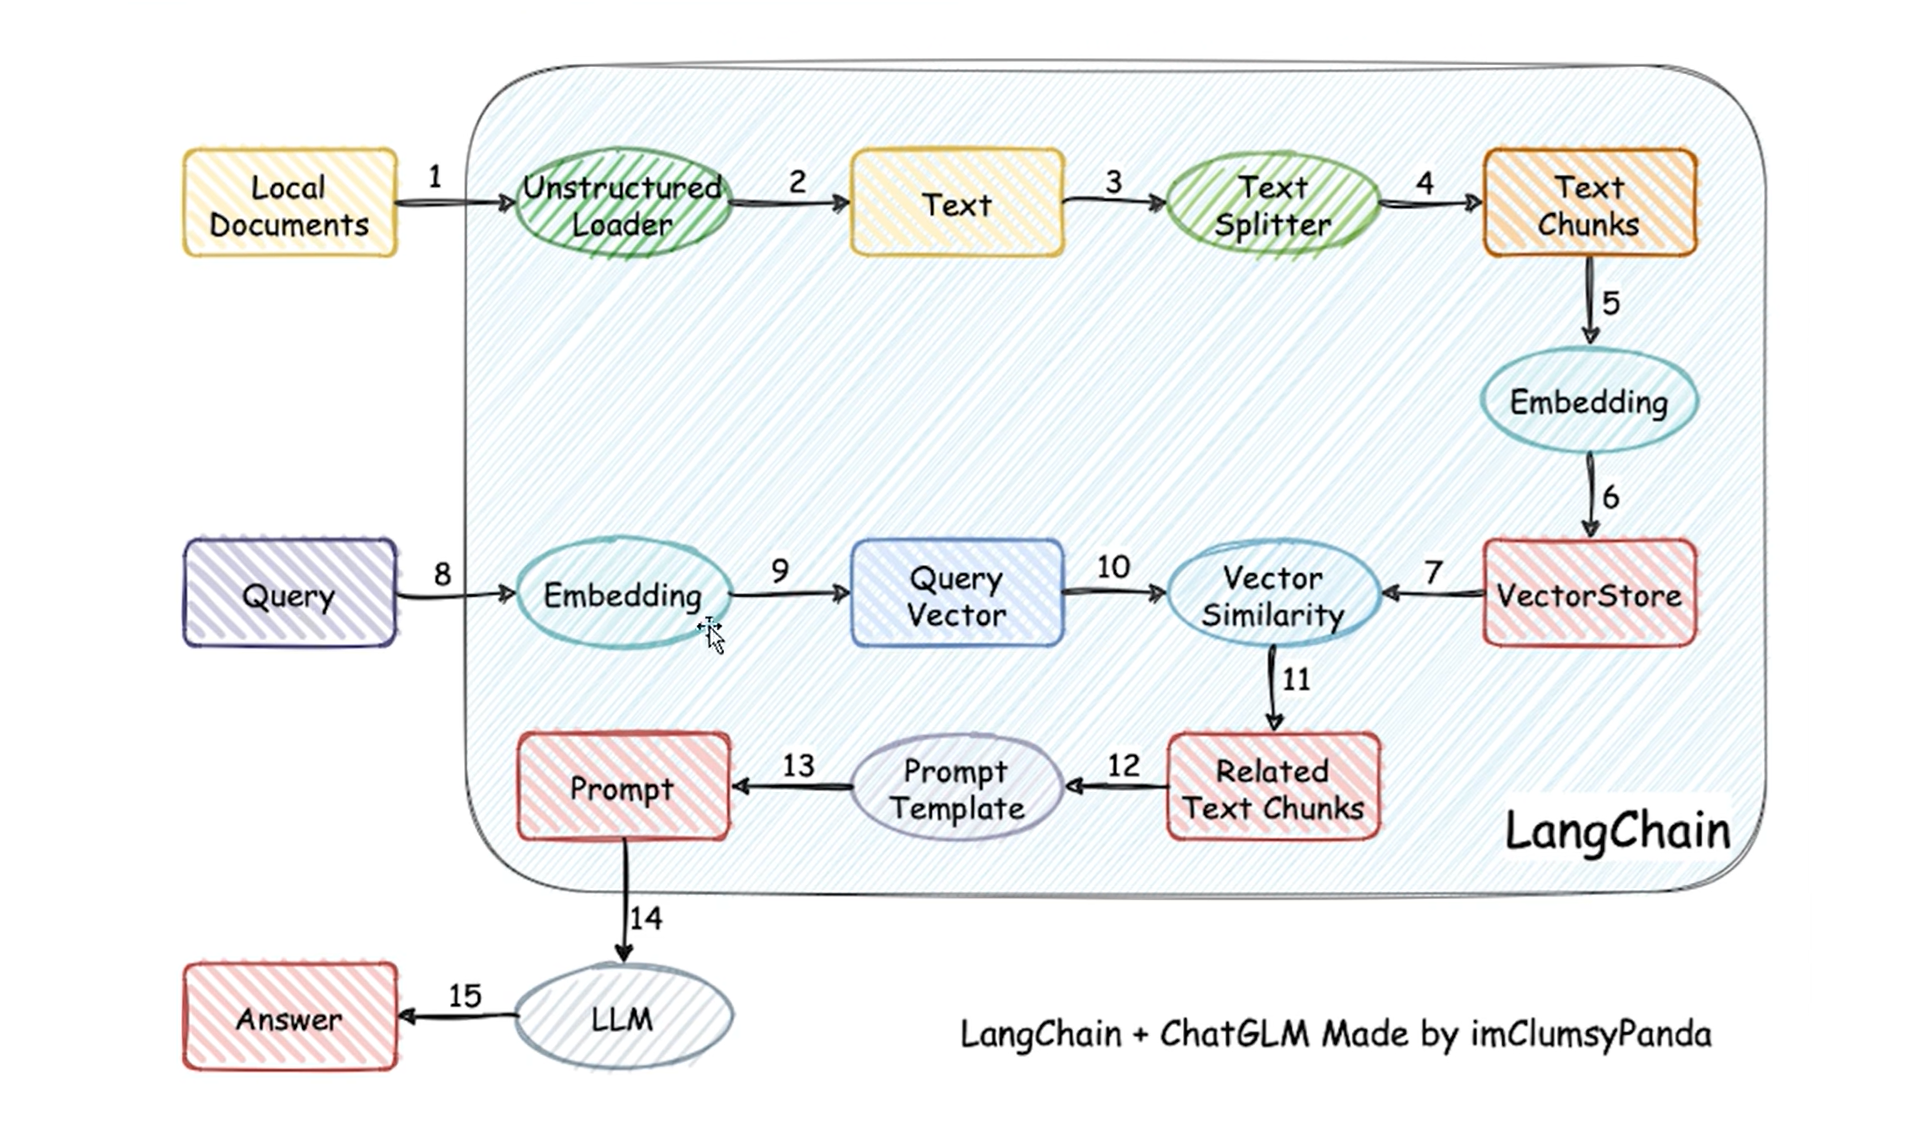 Local
Documents
1
Unstructured
Loader
2
Text
3
Text
Splitter
4
Text
Chunks
5
Embedding
6
Query
8
Embedding
9
Query
Vector
10
Vector
Similarity
7
VectorStore
11
Prompt
13
Prompt
Template
12
Related
Text Chunks
LangChain
14
Answer
15
LLM
LangChain + ChatGLM Made by imClumsyPanda